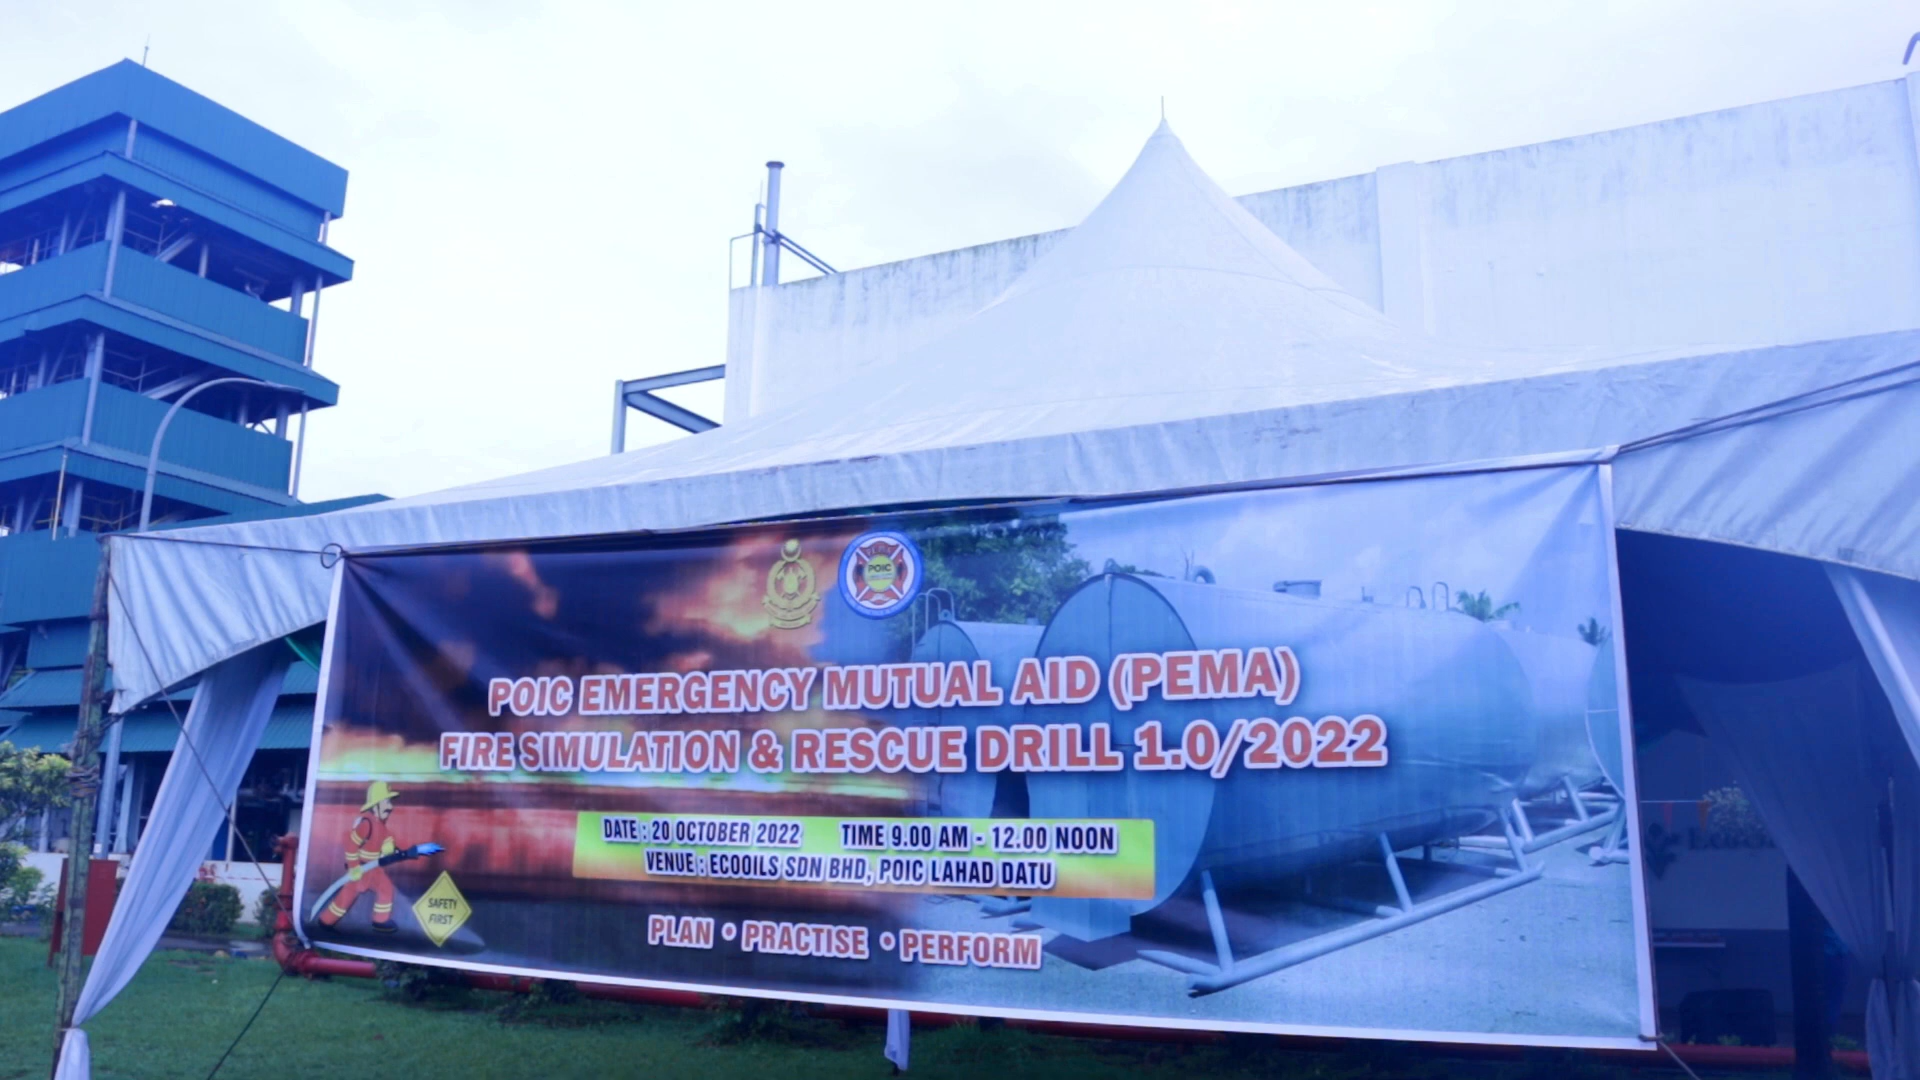 POIC
POIC EMERGENCY MUTUAL AID (PEMA)
FIRE SIMULATION & RESCUE DRILL 1.0/2022
DATE : 20 OCTOBER 2022 TIME 9.00 AM - 12.00 NOON
VENUE : ECOOILS SDN BHD, POIC LAHAD DATU
SAFETY
FIRST
PLAN • PRACTISE • PERFORM